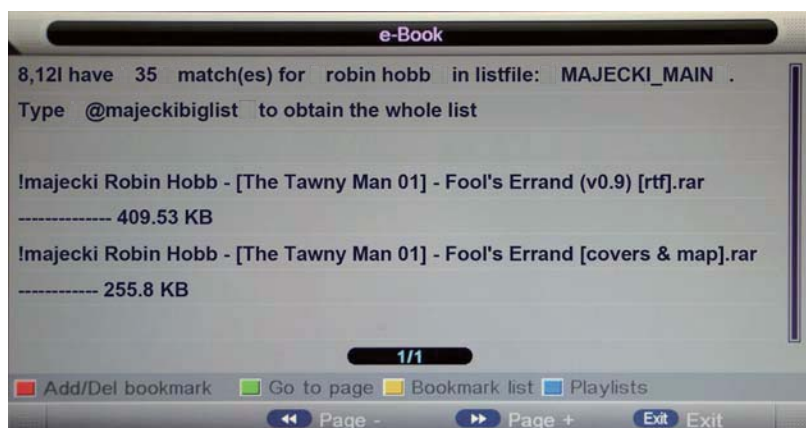 e-Book
8,12I have 35 match(es) for robin hobb in listfile: MAJECKI_MAIN .
Type @majeckibiglist to obtain the whole list
!majecki Robin Hobb - [The Tawny Man 01] - Fool's Errand (v0.9) [rtf].rar
-------------- 409.53 KB
!majecki Robin Hobb - [The Tawny Man 01] - Fool's Errand [covers & map].rar
------------ 255.8 KB
1/1
Add/Del bookmark Go to page Bookmark list Playlists
Page - Page + Exit Exit